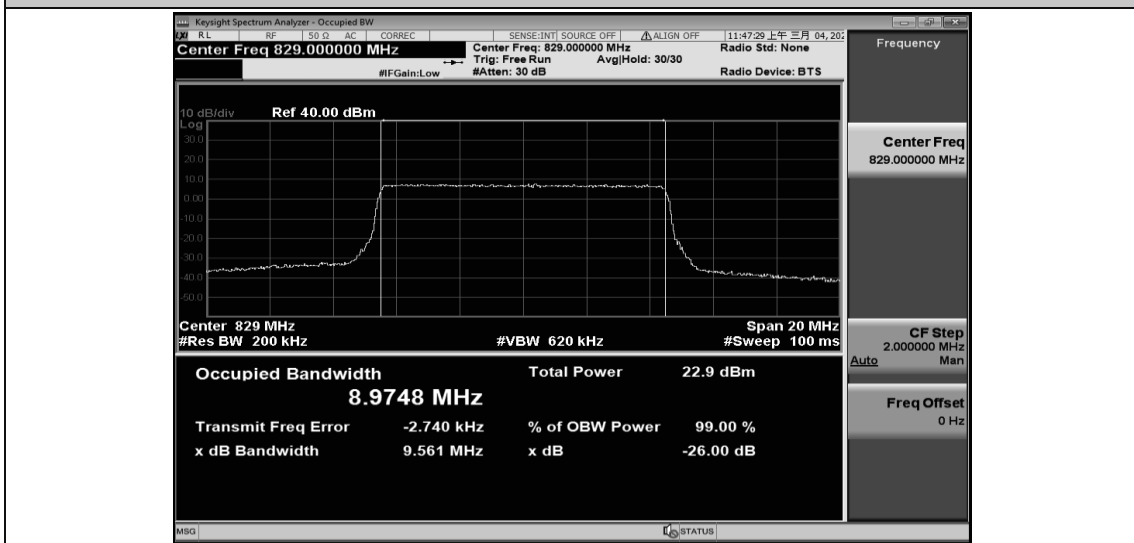 Keysight Spectrum Analyzer - Occupied BW
LXI RL RF 50 Ω AC CORREC SENSE:INT SOURCE OFF ⚠ALIGN OFF 11:47:29 上午 三月 04, 202
Center Freq 829.000000 MHz
Center Freq: 829.000000 MHz
Radio Std: None
Trig: Free Run Avg|Hold: 30/30
#IFGain:Low
#Atten: 30 dB
Radio Device: BTS
10 dB/div Ref 40.00 dBm
Log
30.0
20.0
10.0
0.00
-10.0
-20.0
-30.0
-40.0
-50.0
Center 829 MHz Span 20 MHz
#Res BW 200 kHz #VBW 620 kHz #Sweep 100 ms
Occupied Bandwidth Total Power 22.9 dBm
8.9748 MHz
Transmit Freq Error -2.740 kHz % of OBW Power 99.00 %
x dB Bandwidth 9.561 MHz x dB -26.00 dB
MSG STATUS
Frequency
Center Freq
829.000000 MHz
CF Step
2.000000 MHz
Auto Man
Freq Offset
0 Hz